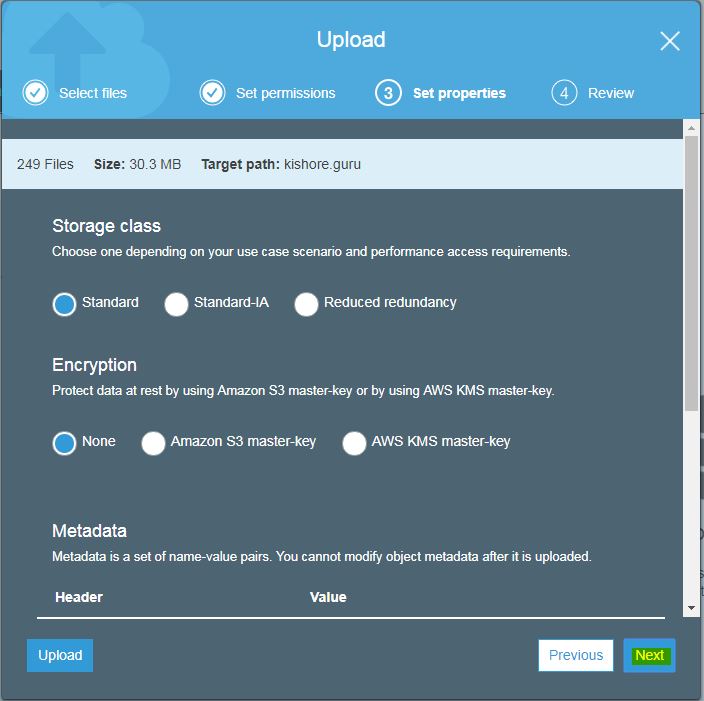 Upload
Select files Set permissions 3 Set properties 4 Review
249 Files Size: 30.3 MB Target path: kishore.guru
Storage class
Choose one depending on your use case scenario and performance access requirements.
Standard Standard-IA Reduced redundancy
Encryption
Protect data at rest by using Amazon S3 master-key or by using AWS KMS master-key.
None Amazon S3 master-key AWS KMS master-key
Metadata
Metadata is a set of name-value pairs. You cannot modify object metadata after it is uploaded.
Header Value
Upload Previous Next